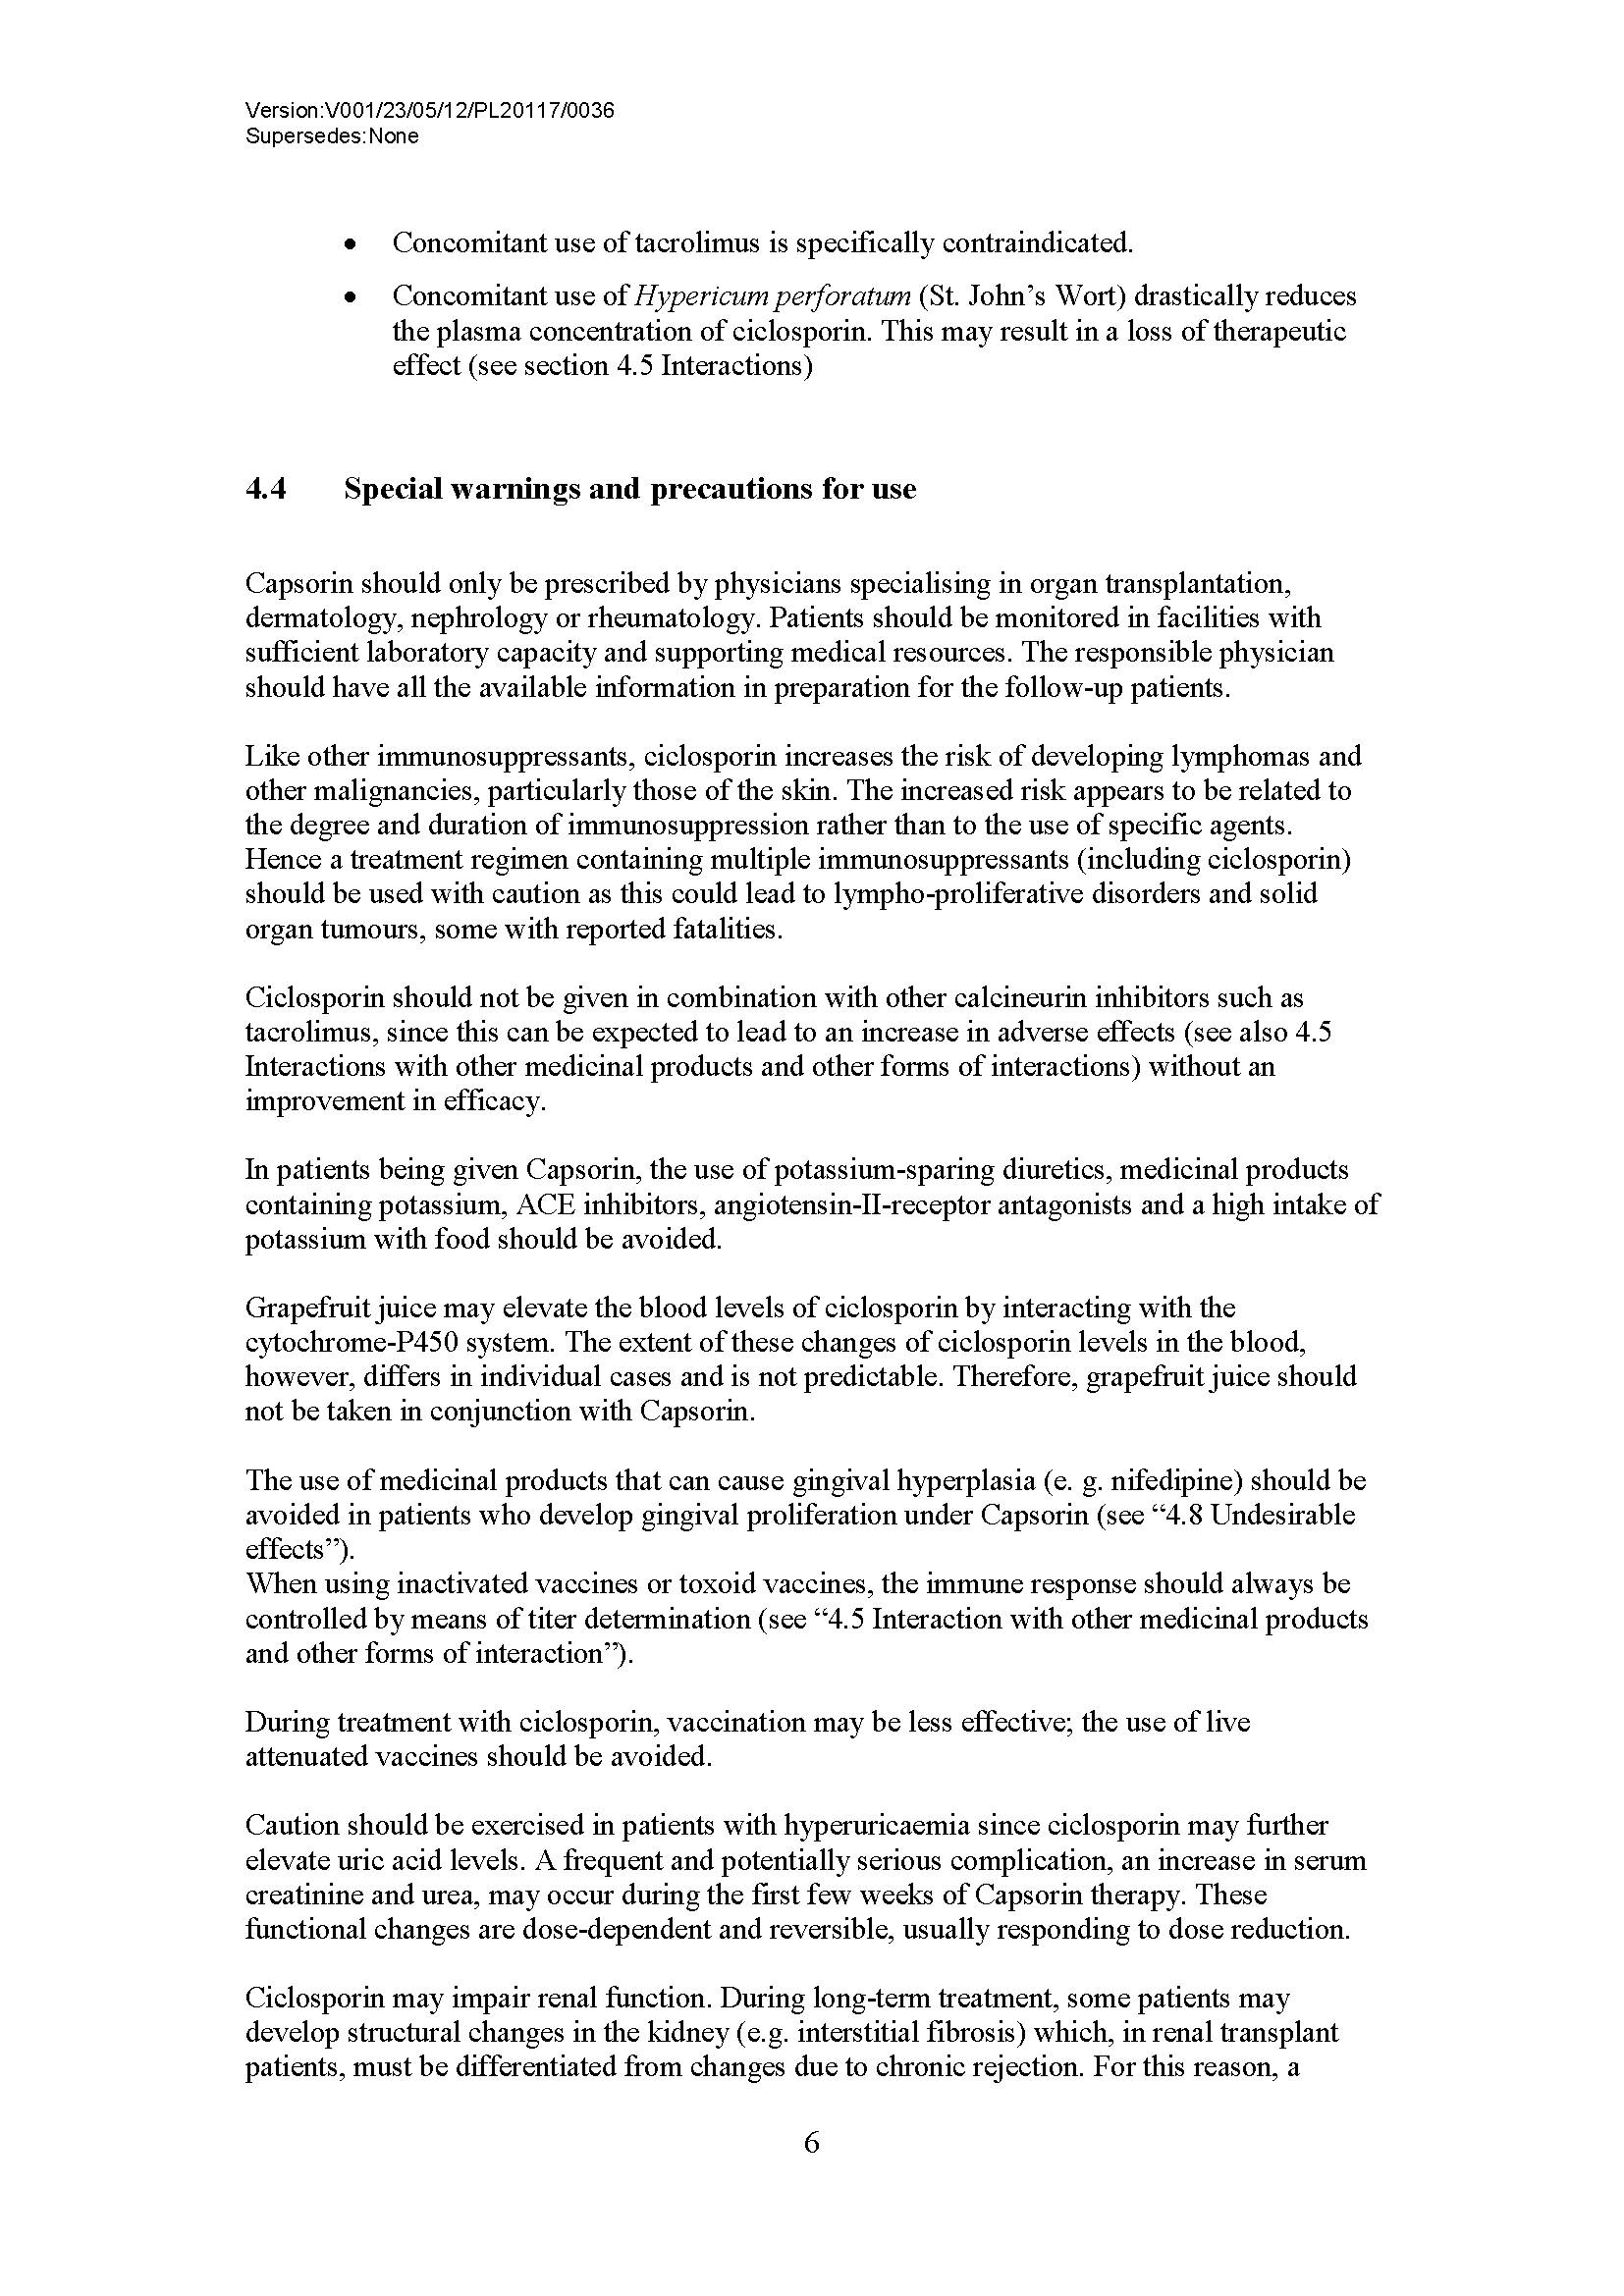 Version:V001/23/05/12/PL20117/0036
Supersedes:None
• Concomitant use of tacrolimus is specifically contraindicated.
• Concomitant use of Hypericum perforatum (St. John’s Wort) drastically reduces
the plasma concentration of ciclosporin. This may result in a loss of therapeutic
effect (see section 4.5 Interactions)
4.4 Special warnings and precautions for use
Capsorin should only be prescribed by physicians specialising in organ transplantation,
dermatology, nephrology or rheumatology. Patients should be monitored in facilities with
sufficient laboratory capacity and supporting medical resources. The responsible physician
should have all the available information in preparation for the follow-up patients.
Like other immunosuppressants, ciclosporin increases the risk of developing lymphomas and
other malignancies, particularly those of the skin. The increased risk appears to be related to
the degree and duration of immunosuppression rather than to the use of specific agents.
Hence a treatment regimen containing multiple immunosuppressants (including ciclosporin)
should be used with caution as this could lead to lympho-proliferative disorders and solid
organ tumours, some with reported fatalities.
Ciclosporin should not be given in combination with other calcineurin inhibitors such as
tacrolimus, since this can be expected to lead to an increase in adverse effects (see also 4.5
Interactions with other medicinal products and other forms of interactions) without an
improvement in efficacy.
In patients being given Capsorin, the use of potassium-sparing diuretics, medicinal products
containing potassium, ACE inhibitors, angiotensin-II-receptor antagonists and a high intake of
potassium with food should be avoided.
Grapefruit juice may elevate the blood levels of ciclosporin by interacting with the
cytochrome-P450 system. The extent of these changes of ciclosporin levels in the blood,
however, differs in individual cases and is not predictable. Therefore, grapefruit juice should
not be taken in conjunction with Capsorin.
The use of medicinal products that can cause gingival hyperplasia (e. g. nifedipine) should be
avoided in patients who develop gingival proliferation under Capsorin (see “4.8 Undesirable
effects”).
When using inactivated vaccines or toxoid vaccines, the immune response should always be
controlled by means of titer determination (see “4.5 Interaction with other medicinal products
and other forms of interaction”).
During treatment with ciclosporin, vaccination may be less effective; the use of live
attenuated vaccines should be avoided.
Caution should be exercised in patients with hyperuricaemia since ciclosporin may further
elevate uric acid levels. A frequent and potentially serious complication, an increase in serum
creatinine and urea, may occur during the first few weeks of Capsorin therapy. These
functional changes are dose-dependent and reversible, usually responding to dose reduction.
Ciclosporin may impair renal function. During long-term treatment, some patients may
develop structural changes in the kidney (e.g. interstitial fibrosis) which, in renal transplant
patients, must be differentiated from changes due to chronic rejection. For this reason, a
6